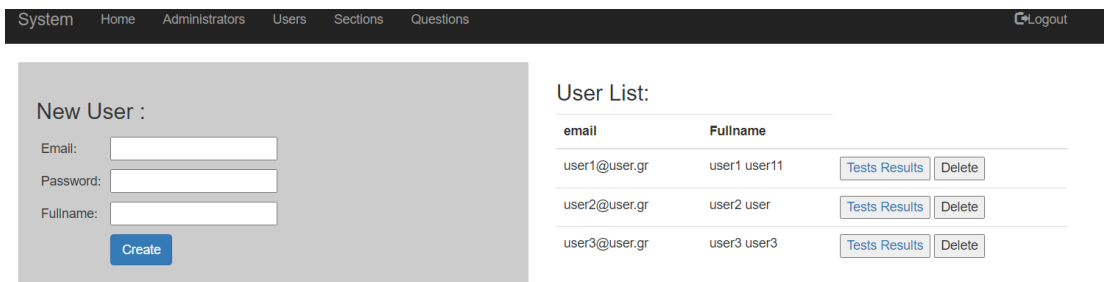 System Home Administrators Users Sections Questions Logout
New User :
Email:
Password:
Fullname:
Create
User List:
email Fullname
user1@user.gr user1 user11 Tests Results Delete
user2@user.gr user2 user Tests Results Delete
user3@user.gr user3 user3 Tests Results Delete